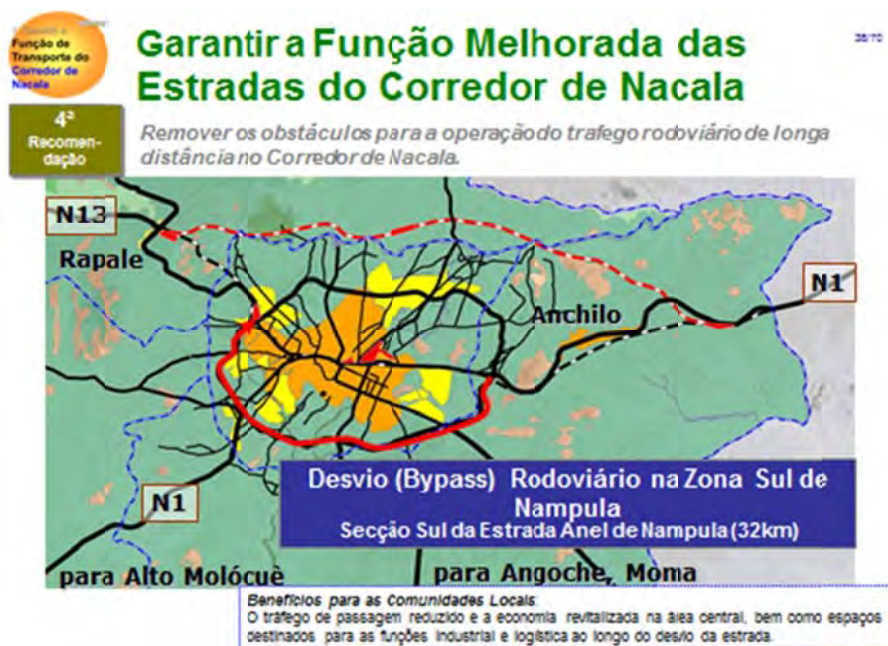 Função de
Transporte do
Corredor de
Nacala
Garantir a Função Melhorada das
Estradas do Corredor de Nacala
4ª
Recomen-
dação
Remover os obstáculos para a operaçãodo trafego rodoviário de longa
distância no Corredor de Nacala.
N13
Rapale
Anchilo
N1
N1
Desvio (Bypass) Rodoviário na Zona Sul de
Nampula
Secção Sul da Estrada Anel de Nampula (32km)
para Alto Molócuè
para Angoche, Moma
Benefícios para as Comunidades Locais:
O tráfego de passagem reduzido e a economia revitalizada na área central, bem como espaços
destinados para as funções industrial e logística ao longo do desvio da estrada.